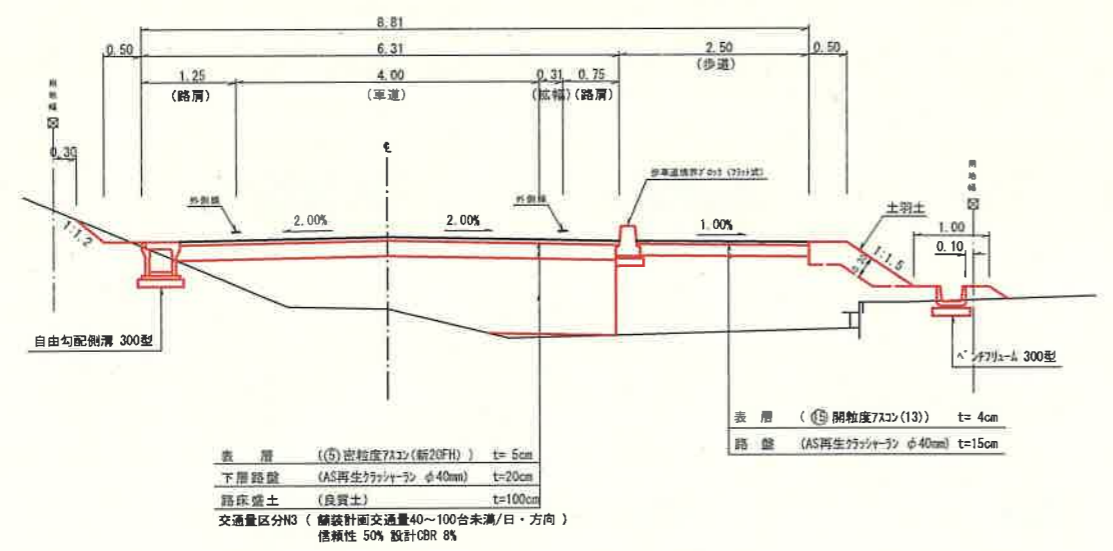 8.81
0.50
6.31
2.50
0.50
(歩道)
1.25
4.00
0.31
0.75
(路肩)
(車道)
(拡幅)
(路肩)
用地幅
0.30
℄
用地幅
外側線
外側線
歩車道境界ブロック (フラット式)
2.00%
2.00%
1.00%
土羽土
1:1.2
1:1.5
1.00
0.10
自由勾配側溝 300型
ベンチフリューム 300型
表 層 (⑮ 開粒度アスコン(13)) t= 4cm
路 盤 (AS再生クラッシャーラン φ40mm) t=15cm
表 層 (⑤密粒度アスコン(新20FH) ) t= 5cm
下層路盤 (AS再生クラッシャーラン φ40mm) t=20cm
路床盛土 (良質土) t=100cm
交通量区分N3 ( 舗装計画交通量40～100台未満/日・方向 )
信頼性 50% 設計CBR 8%